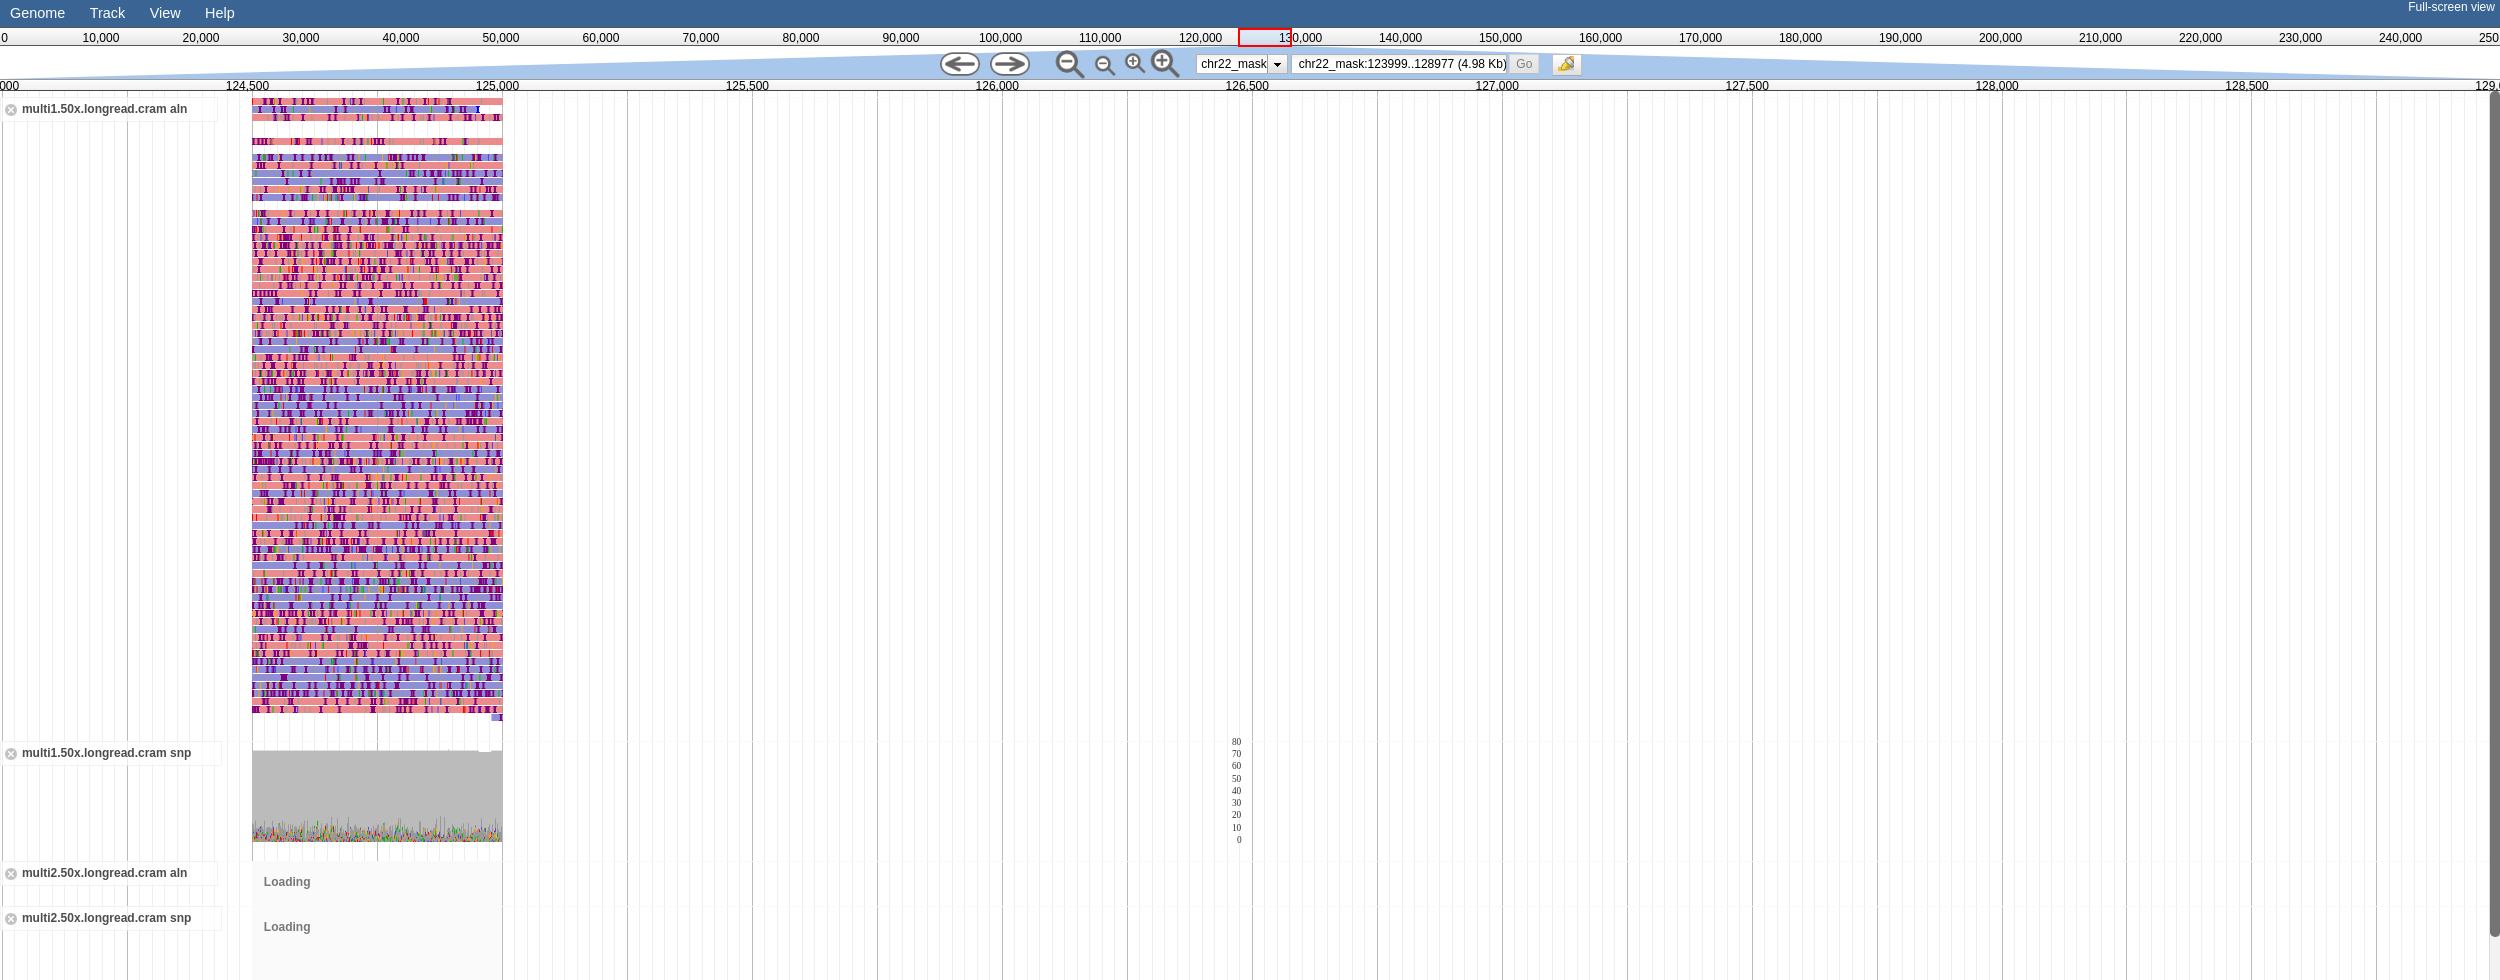 Genome Track View Help Full-screen view
0 10,000 20,000 30,000 40,000 50,000 60,000 70,000 80,000 90,000 100,000 110,000 120,000 130,000 140,000 150,000 160,000 170,000 180,000 190,000 200,000 210,000 220,000 230,000 240,000 250
chr22_mask chr22_mask:123999..128977 (4.98 Kb) Go
000 124,500 125,000 125,500 126,000 126,500 127,000 127,500 128,000 128,500 129,
multi1.50x.longread.cram aln
multi1.50x.longread.cram snp
80
70
60
50
40
30
20
10
0
multi2.50x.longread.cram aln
Loading
multi2.50x.longread.cram snp
Loading